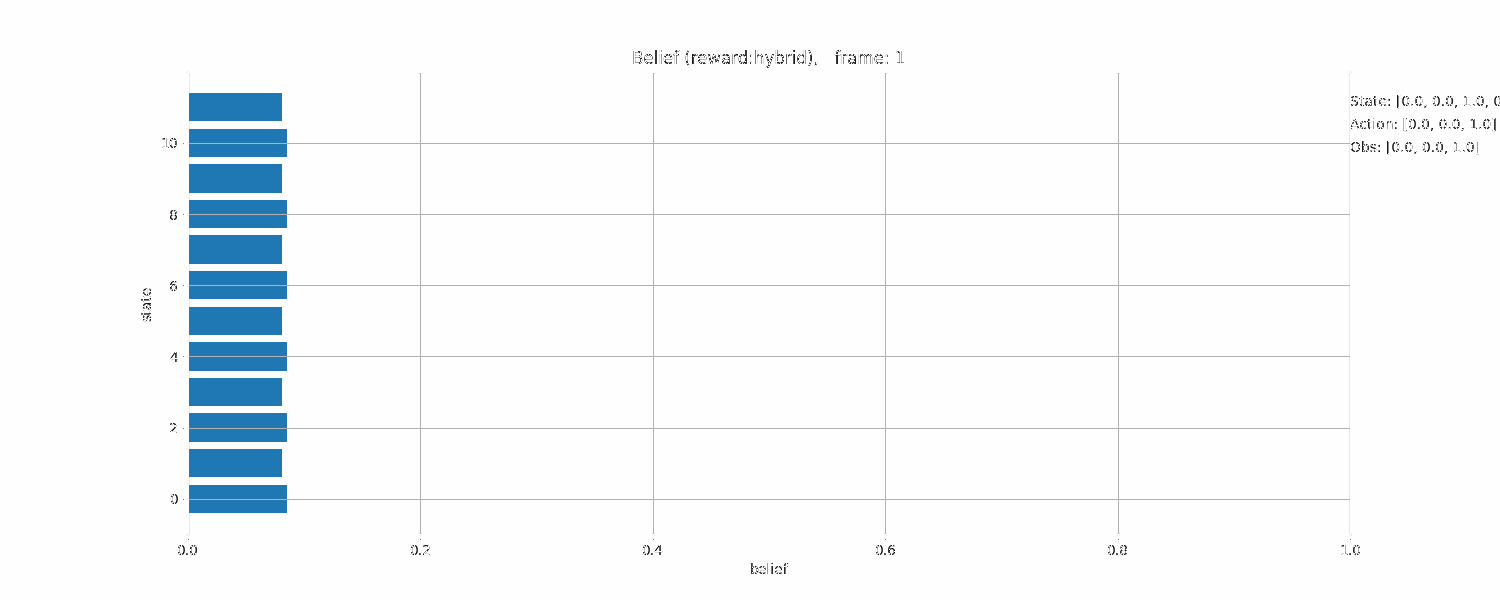 Belief (reward:hybrid),   frame: 1
State: [0.0, 0.0, 1.0, 0
Action: [0.0, 0.0, 1.0]
Obs: [0.0, 0.0, 1.0]
10
8
6
state
4
2
0
0.0 0.2 0.4 0.6 0.8 1.0
belief